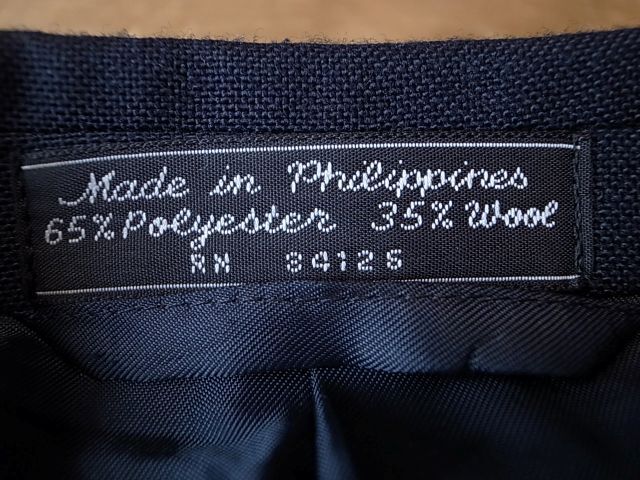 Made in Philippines
65% Polyester 35% Wool
RN 84125